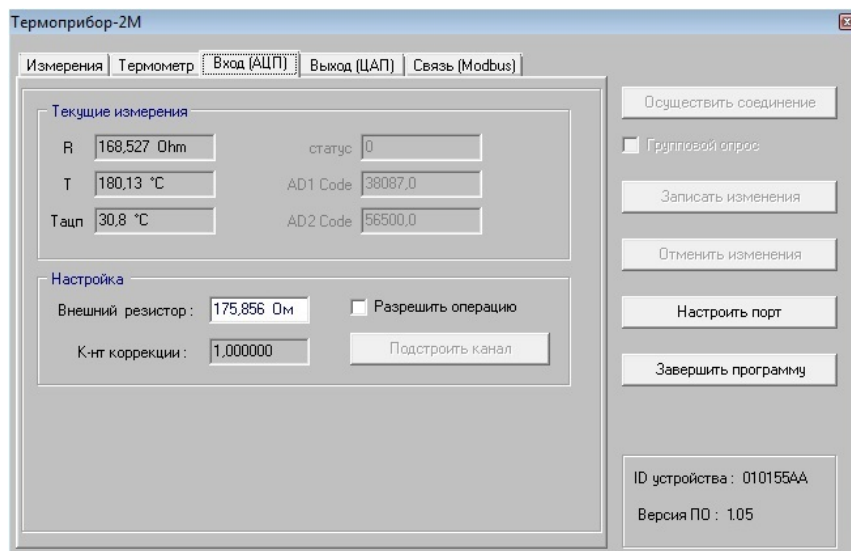 Термоприбор-2М
Измерения Термометр Вход (АЦП) Выход (ЦАП) Связь (Modbus)
Текущие измерения
R 168,527 Ohm статус 0
T 180,13 °C AD1 Code 38087,0
Тацп 30,8 °C AD2 Code 56500,0
Настройка
Внешний резистор : 175,856 Ом Разрешить операцию
К-нт коррекции : 1,000000 Подстроить канал
Осуществить соединение
Групповой опрос
Записать изменения
Отменить изменения
Настроить порт
Завершить программу
ID устройства : 010155AA
Версия ПО : 1.05